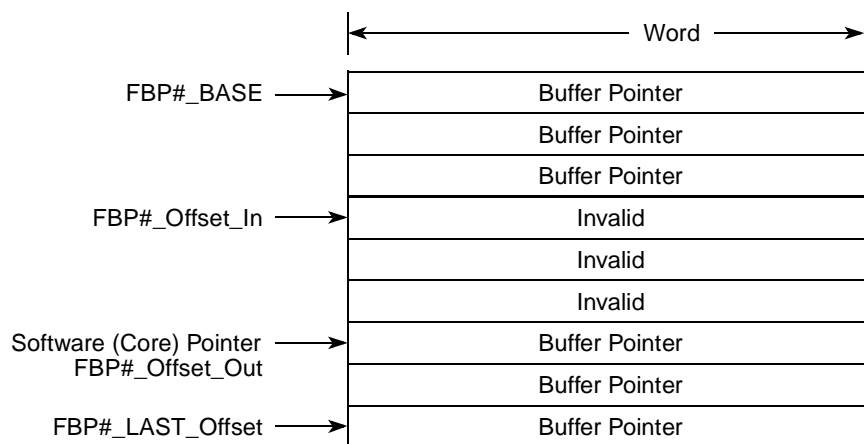 Word
FBP#_BASE Buffer Pointer
Buffer Pointer
Buffer Pointer
FBP#_Offset_In Invalid
Invalid
Invalid
Software (Core) Pointer Buffer Pointer
FBP#_Offset_Out
Buffer Pointer
FBP#_LAST_Offset Buffer Pointer